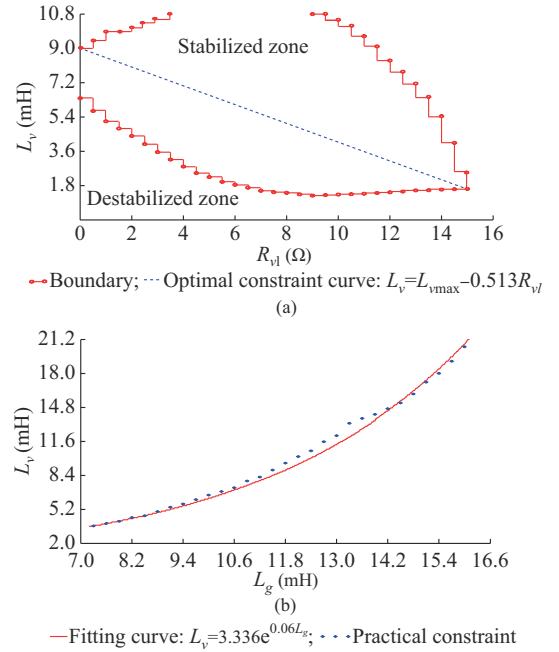 10.8
9.0
7.2
5.4
3.6
1.8
L_v (mH)
Stabilized zone
Destabilized zone
0 2 4 6 8 10 12 14 16
R_vl (Ω)
Boundary; Optimal constraint curve: L_v=L_vmax−0.513R_vl
(a)
21.2
18.0
14.8
11.6
8.4
5.2
2.0
L_v (mH)
7.0 8.2 9.4 10.6 11.8 13.0 14.2 15.4 16.6
L_g (mH)
(b)
Fitting curve: L_v=3.336e^{0.06L_g}; Practical constraint